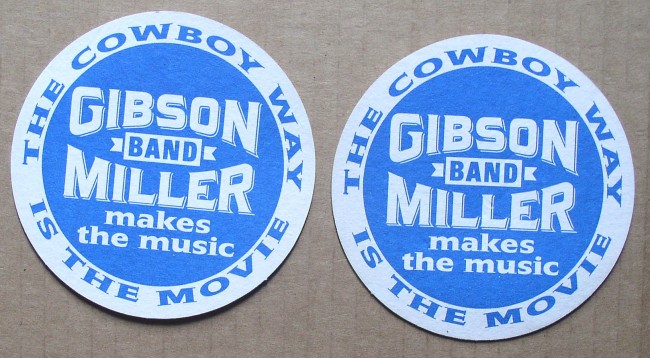 THE COWBOY WAY
GIBSON
BAND
MILLER
makes
the music
IS THE MOVIE
THE COWBOY WAY
GIBSON
BAND
MILLER
makes
the music
IS THE MOVIE